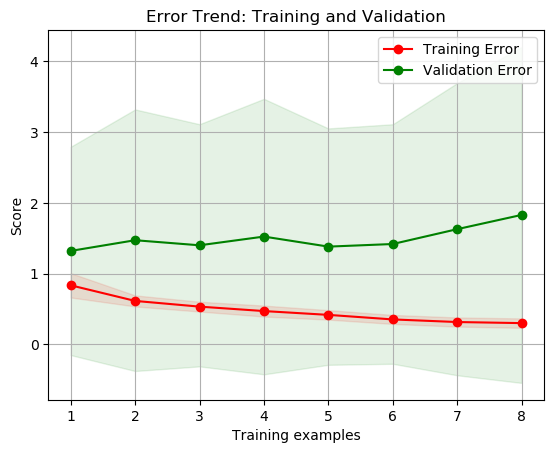 Error Trend: Training and Validation
Training Error
Validation Error
Score
4
3
2
1
0
1 2 3 4 5 6 7 8
Training examples